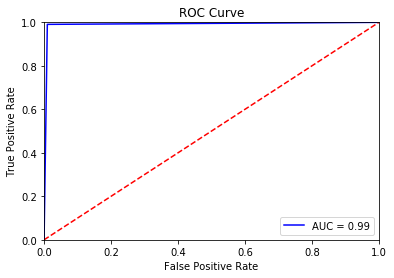 ROC Curve
True Positive Rate
1.0
0.8
0.6
0.4
0.2
0.0
AUC = 0.99
0.0 0.2 0.4 0.6 0.8 1.0
False Positive Rate